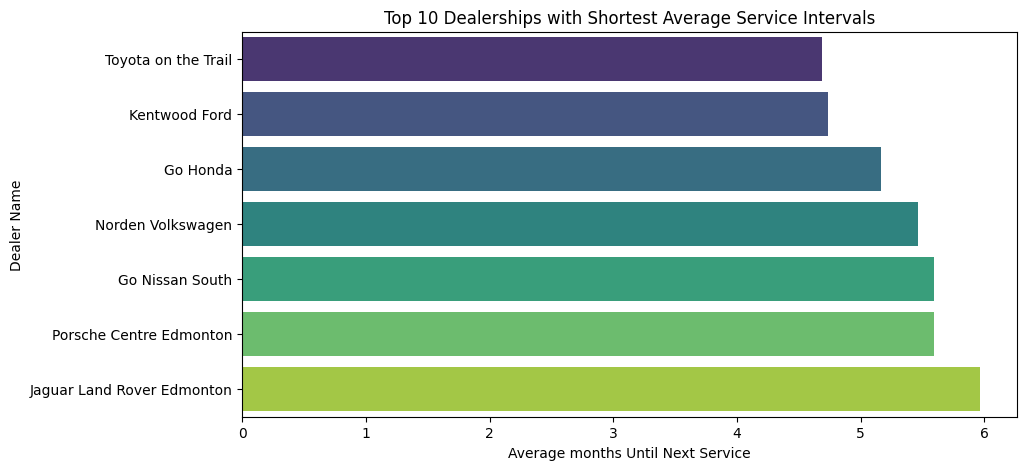 Top 10 Dealerships with Shortest Average Service Intervals
Dealer Name
Toyota on the Trail
Kentwood Ford
Go Honda
Norden Volkswagen
Go Nissan South
Porsche Centre Edmonton
Jaguar Land Rover Edmonton
0 1 2 3 4 5 6
Average months Until Next Service